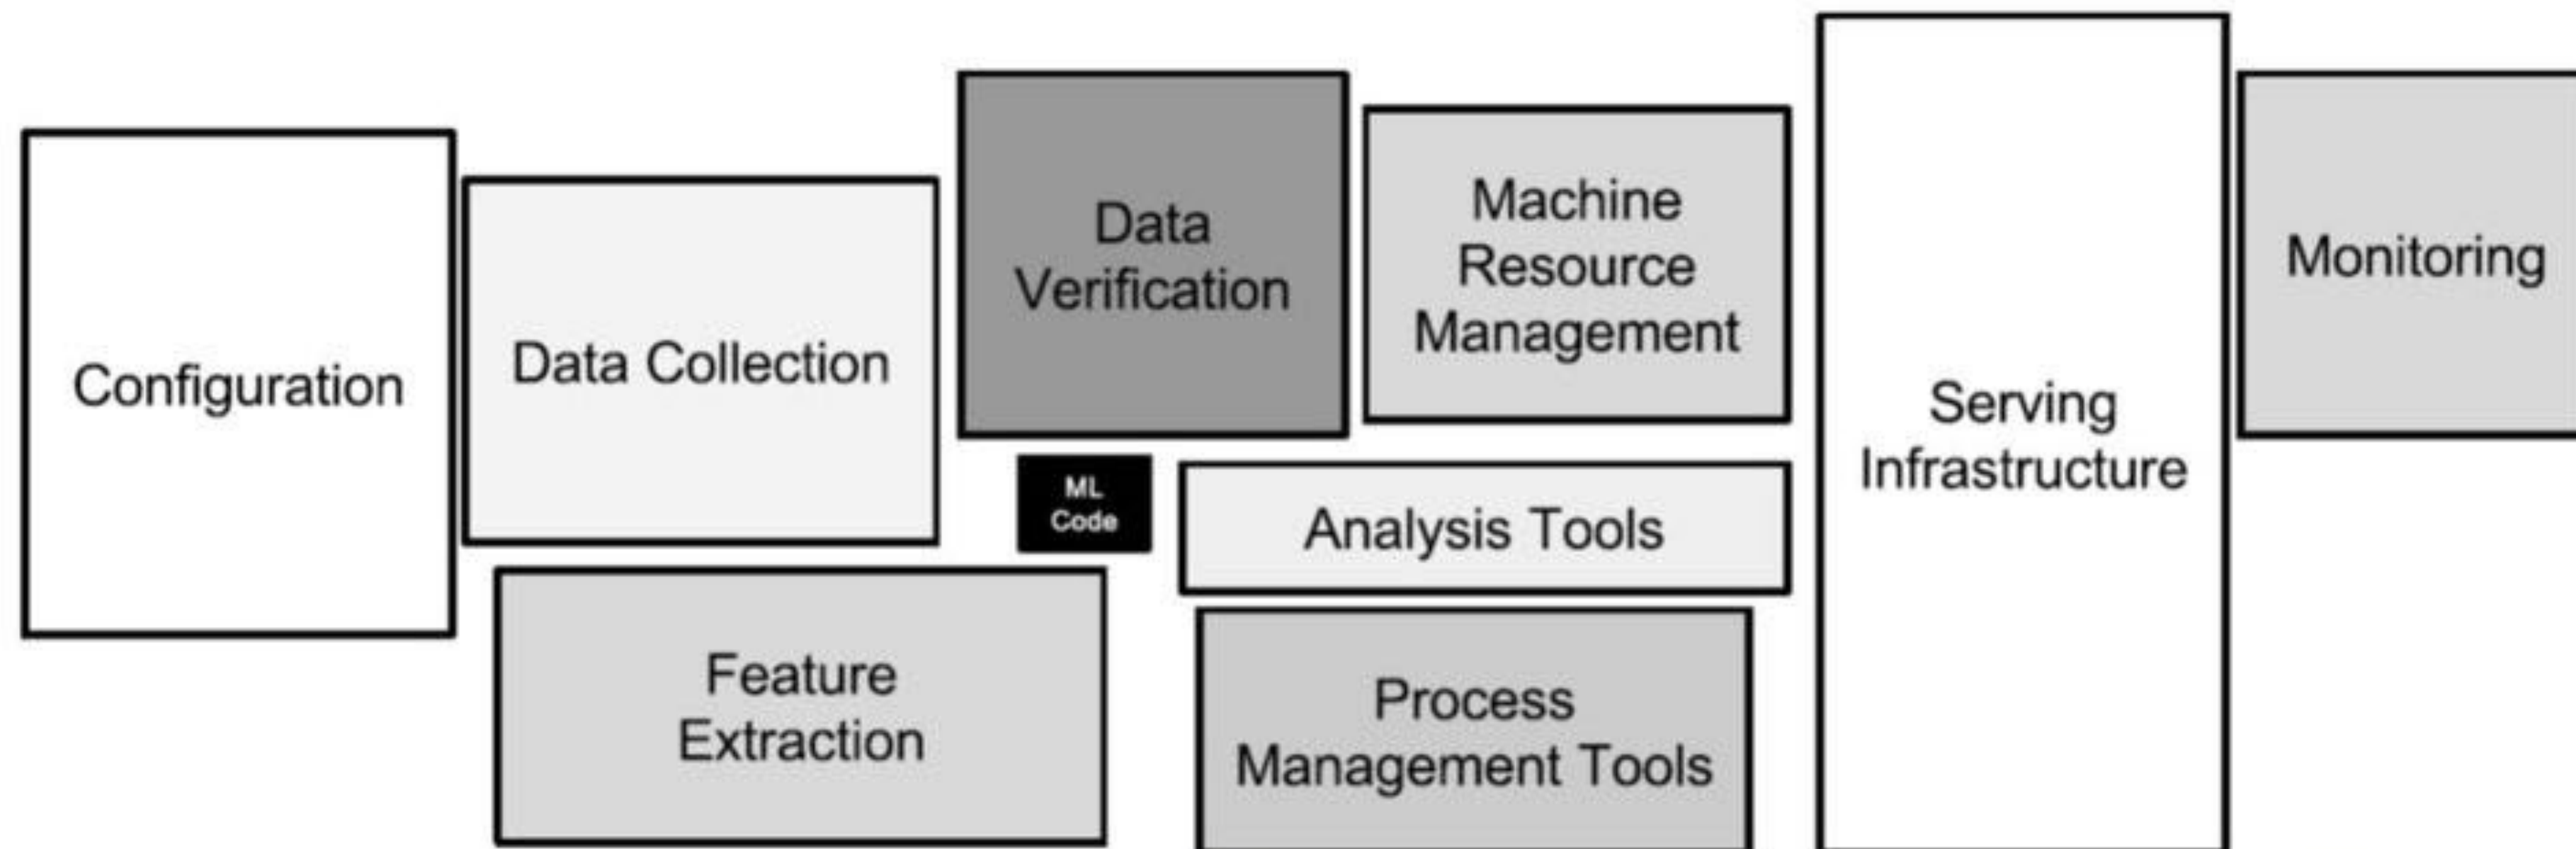 Configuration
Data Collection
Data
Verification
Machine
Resource
Management
Monitoring
Serving
Infrastructure
ML
Code
Analysis Tools
Feature
Extraction
Process
Management Tools